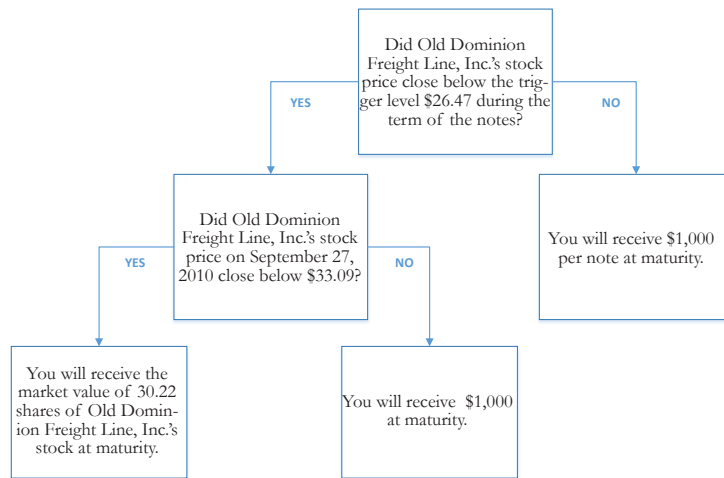 Did Old Dominion
Freight Line, Inc.'s stock
price close below the trig-
ger level $26.47 during the
term of the notes?
YES
NO
Did Old Dominion
Freight Line, Inc.'s stock
price on September 27,
2010 close below $33.09?
You will receive $1,000
per note at maturity.
YES
NO
You will receive the
market value of 30.22
shares of Old Domin-
ion Freight Line, Inc.'s
stock at maturity.
You will receive $1,000
at maturity.